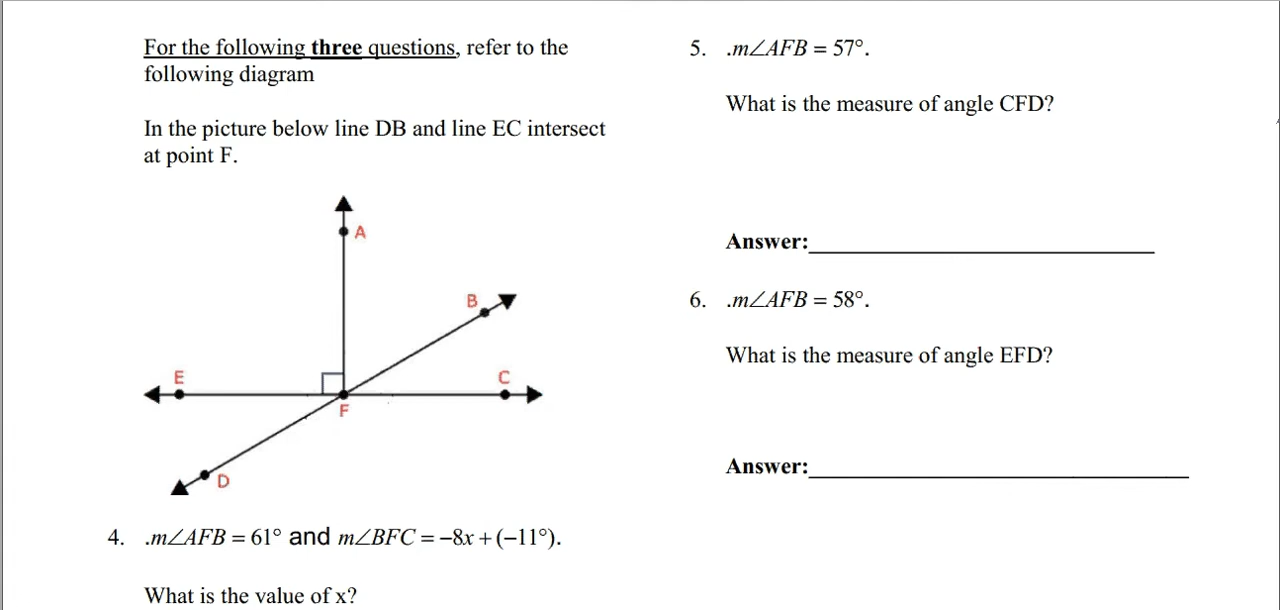 For the following three questions, refer to the
following diagram
In the picture below line DB and line EC intersect
at point F.
A
B
E
C
F
D
4. .m∠AFB = 61° and m∠BFC = −8x + (−11°).
What is the value of x?
5. .m∠AFB = 57°.
What is the measure of angle CFD?
Answer:
6. .m∠AFB = 58°.
What is the measure of angle EFD?
Answer: